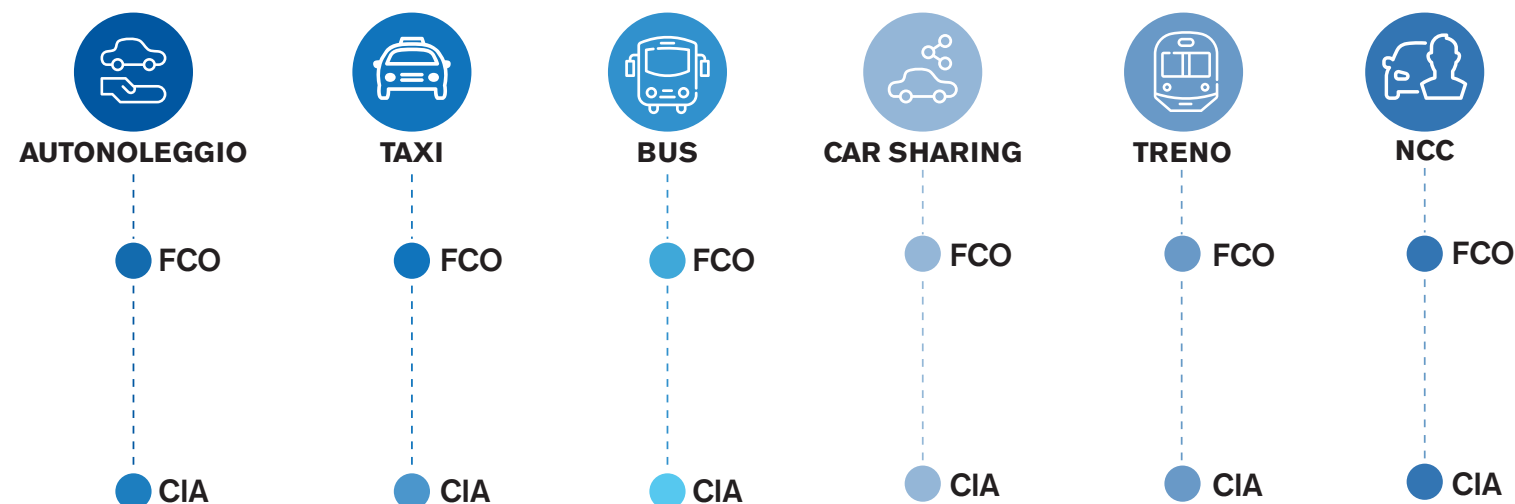 AUTONOLEGGIO
TAXI
BUS
CAR SHARING
TRENO
NCC
FCO
FCO
FCO
FCO
FCO
FCO
CIA
CIA
CIA
CIA
CIA
CIA